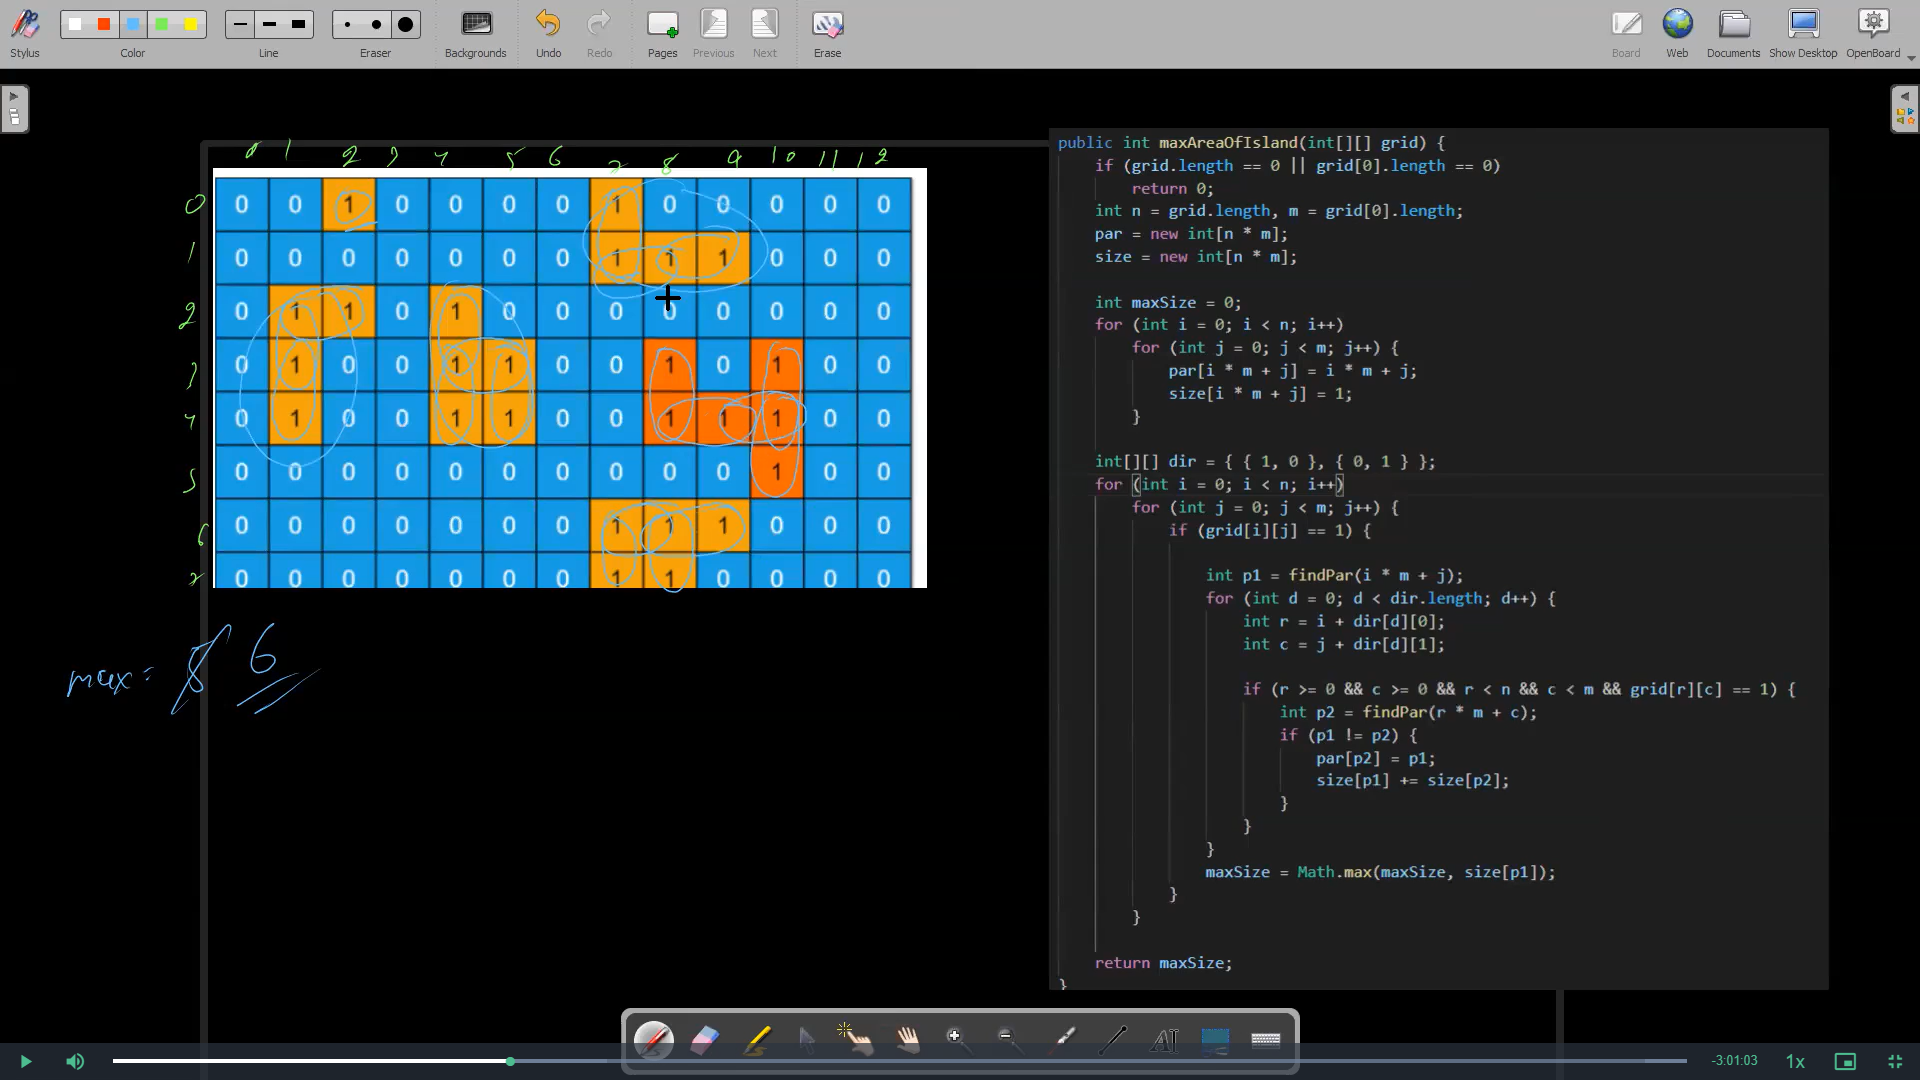 Stylus Color Line Eraser Backgrounds Undo Redo Pages Previous Next Erase Board Web Documents Show Desktop OpenBoard
0 1 2 3 4 5 6 7 8 9 10 11 12
0 0 0 1 0 0 0 0 1 0 0 0 0 0
1 0 0 0 0 0 0 0 1 1 1 0 0 0
2 0 1 1 0 1 0 0 0 0 0 0 0 0
3 0 1 0 0 1 1 0 0 1 0 1 0 0
4 0 1 0 0 1 1 0 0 1 1 1 0 0
5 0 0 0 0 0 0 0 0 0 0 1 0 0
6 0 0 0 0 0 0 0 1 1 1 0 0 0
7 0 0 0 0 0 0 0 1 1 0 0 0 0
max = 6
public int maxAreaOfIsland(int[][] grid) {
if (grid.length == 0 || grid[0].length == 0)
return 0;
int n = grid.length, m = grid[0].length;
par = new int[n * m];
size = new int[n * m];
int maxSize = 0;
for (int i = 0; i < n; i++)
for (int j = 0; j < m; j++) {
par[i * m + j] = i * m + j;
size[i * m + j] = 1;
}
int[][] dir = { { 1, 0 }, { 0, 1 } };
for (int i = 0; i < n; i++)
for (int j = 0; j < m; j++) {
if (grid[i][j] == 1) {
int p1 = findPar(i * m + j);
for (int d = 0; d < dir.length; d++) {
int r = i + dir[d][0];
int c = j + dir[d][1];
if (r >= 0 && c >= 0 && r < n && c < m && grid[r][c] == 1) {
int p2 = findPar(r * m + c);
if (p1 != p2) {
par[p2] = p1;
size[p1] += size[p2];
}
}
}
maxSize = Math.max(maxSize, size[p1]);
}
}
return maxSize;
}
-3:01:03 1x